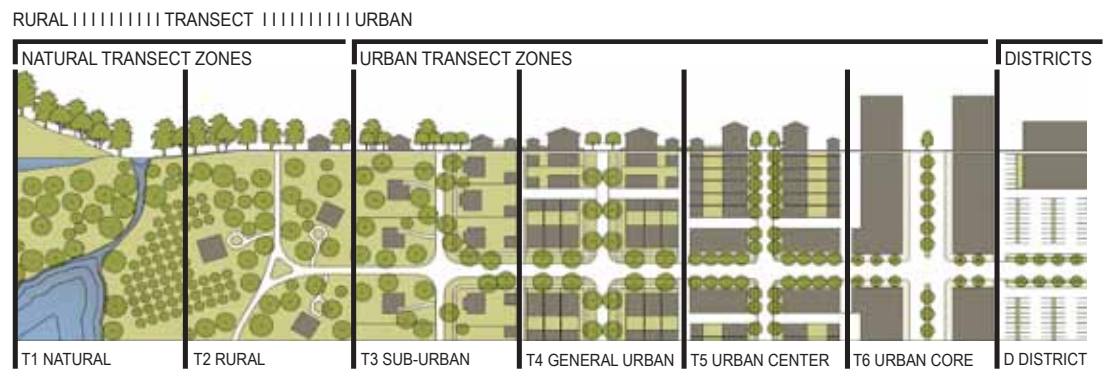 RURAL I I I I I I I I I I TRANSECT I I I I I I I I I I URBAN
NATURAL TRANSECT ZONES
URBAN TRANSECT ZONES
DISTRICTS
T1 NATURAL
T2 RURAL
T3 SUB-URBAN
T4 GENERAL URBAN
T5 URBAN CENTER
T6 URBAN CORE
D DISTRICT